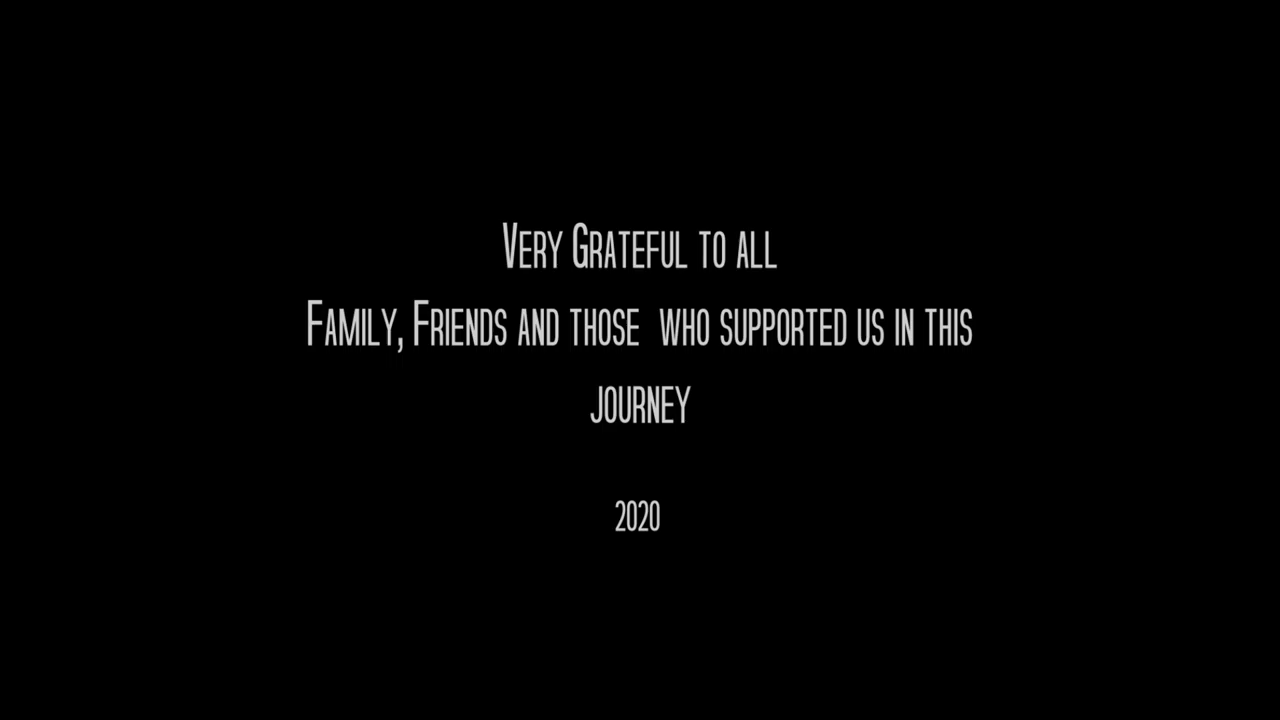 Very Grateful to all
Family, Friends and those  who supported us in this
journey
2020